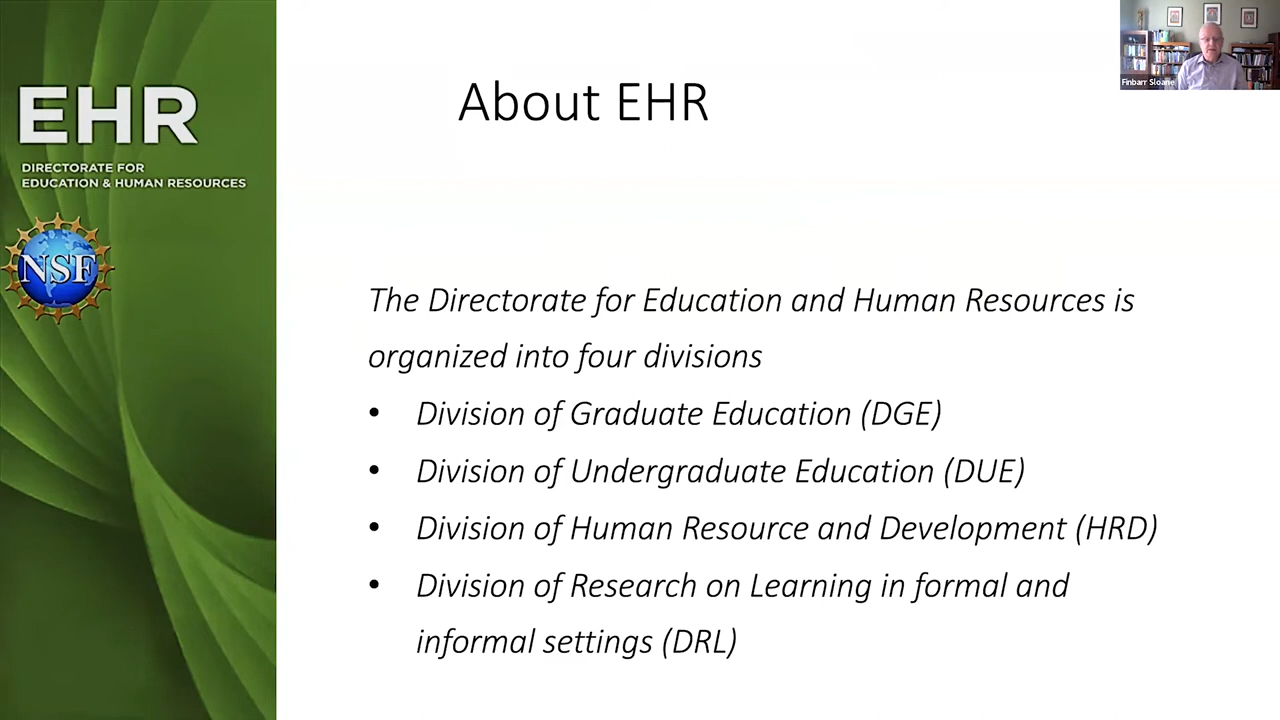 EHR
DIRECTORATE FOR
EDUCATION & HUMAN RESOURCES
NSF
About EHR
Finbarr Sloane
The Directorate for Education and Human Resources is
organized into four divisions
• Division of Graduate Education (DGE)
• Division of Undergraduate Education (DUE)
• Division of Human Resource and Development (HRD)
• Division of Research on Learning in formal and
informal settings (DRL)